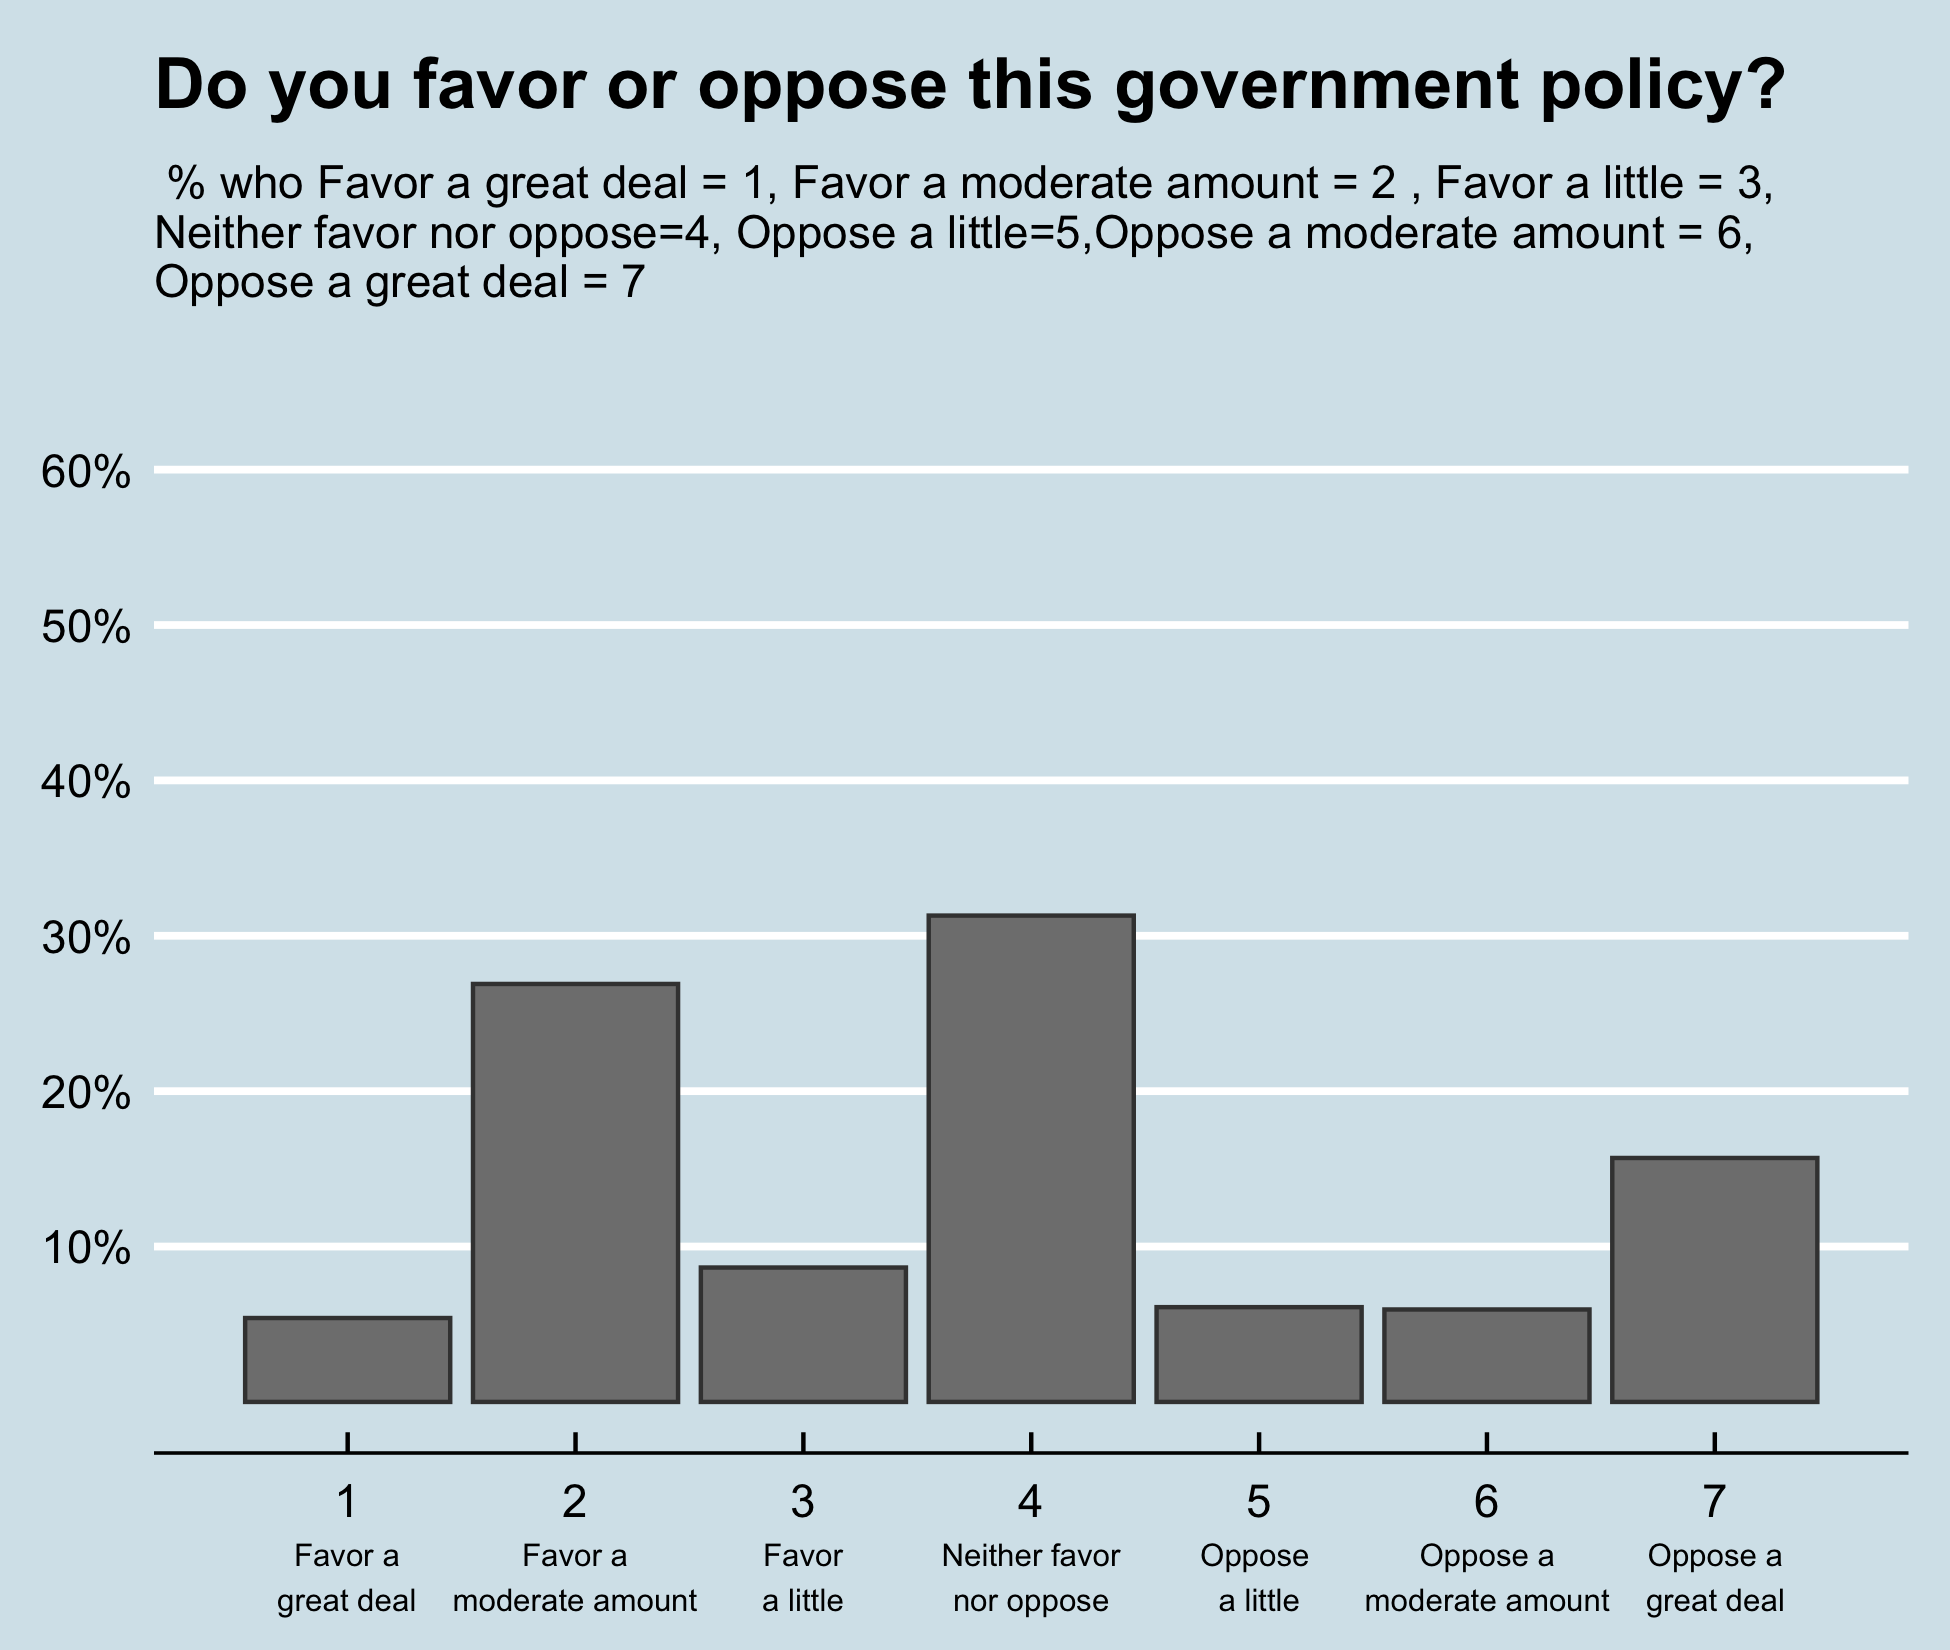 Do you favor or oppose this government policy?
% who Favor a great deal = 1, Favor a moderate amount = 2 , Favor a little = 3,
Neither favor nor oppose=4, Oppose a little=5,Oppose a moderate amount = 6,
Oppose a great deal = 7
60%
50%
40%
30%
20%
10%
1 2 3 4 5 6 7
Favor a Favor a Favor Neither favor Oppose Oppose a Oppose a
great deal moderate amount a little nor oppose a little moderate amount great deal